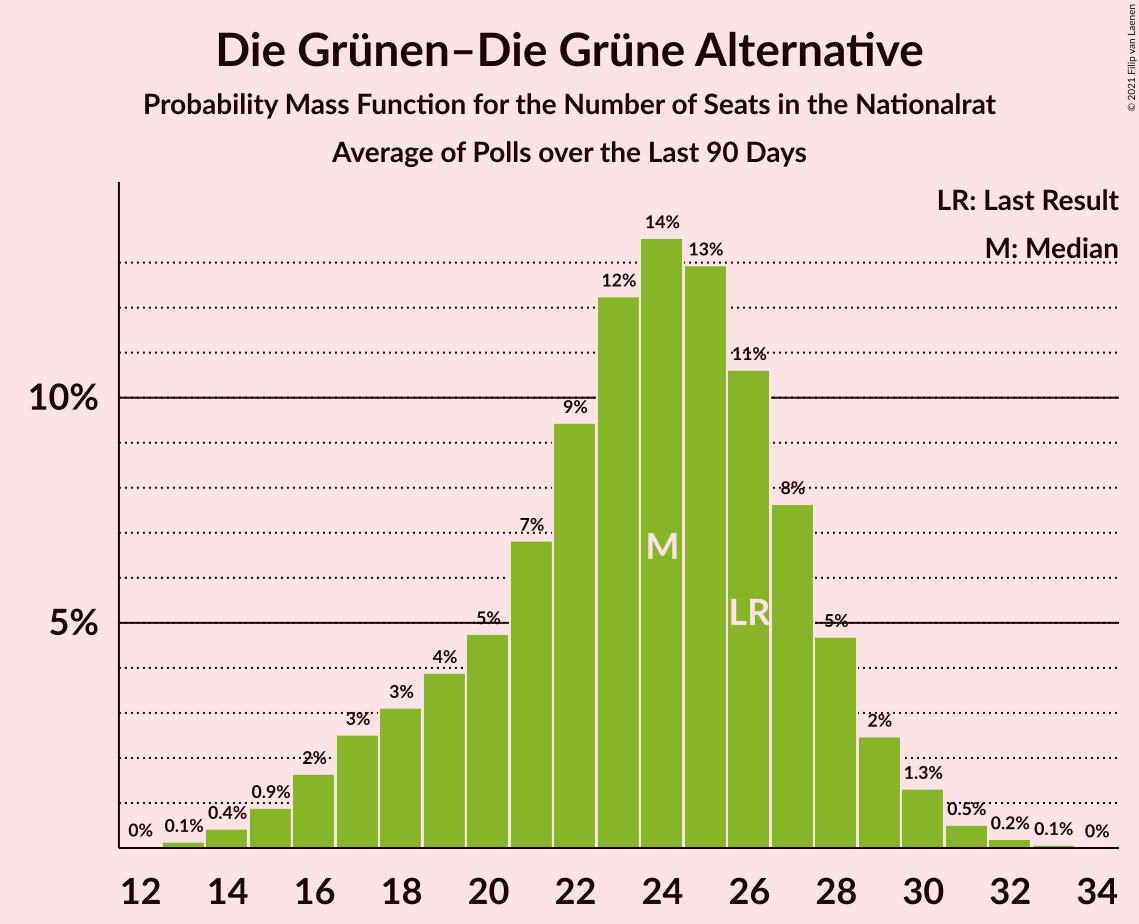 Die Grünen–Die Grüne Alternative
Probability Mass Function for the Number of Seats in the Nationalrat
Average of Polls over the Last 90 Days
© 2021 Filip van Laenen
LR: Last Result
M: Median
10%
5%
0%
0.1%
0.4%
0.9%
2%
3%
3%
4%
5%
7%
9%
12%
14%
13%
11%
8%
5%
2%
1.3%
0.5%
0.2%
0.1%
0%
M
LR
12 14 16 18 20 22 24 26 28 30 32 34